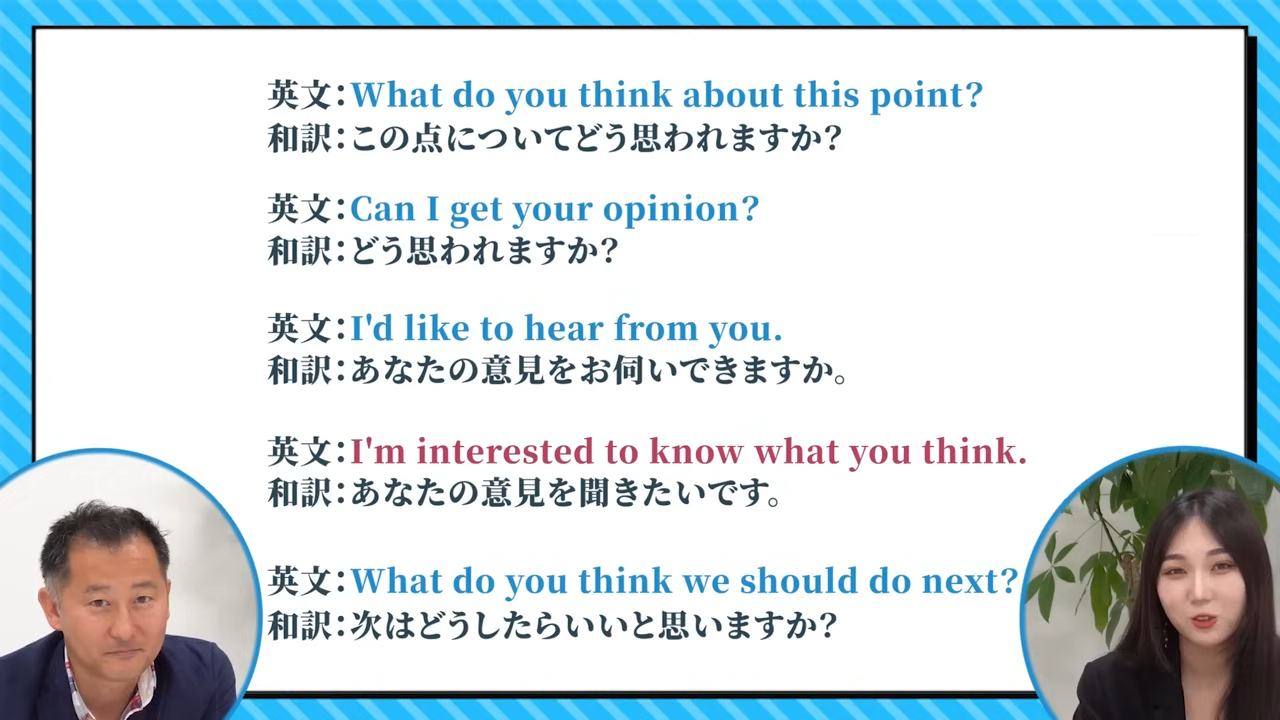 英文：What do you think about this point?
和訳：この点についてどう思われますか？
英文：Can I get your opinion?
和訳：どう思われますか？
英文：I'd like to hear from you.
和訳：あなたの意見をお伺いできますか。
英文：I'm interested to know what you think.
和訳：あなたの意見を聞きたいです。
英文：What do you think we should do next?
和訳：次はどうしたらいいと思いますか？